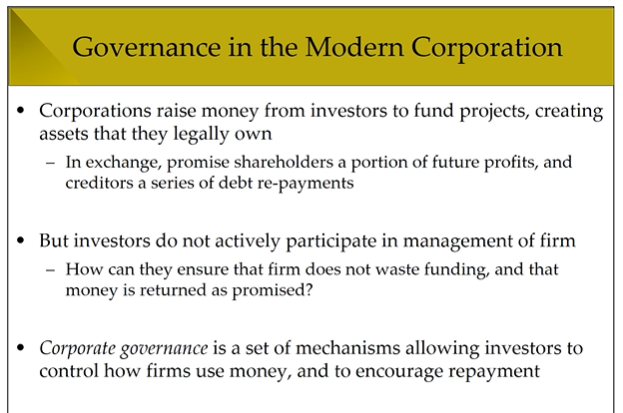 Governance in the Modern Corporation
• Corporations raise money from investors to fund projects, creating
assets that they legally own
– In exchange, promise shareholders a portion of future profits, and
creditors a series of debt re-payments
• But investors do not actively participate in management of firm
– How can they ensure that firm does not waste funding, and that
money is returned as promised?
• Corporate governance is a set of mechanisms allowing investors to
control how firms use money, and to encourage repayment